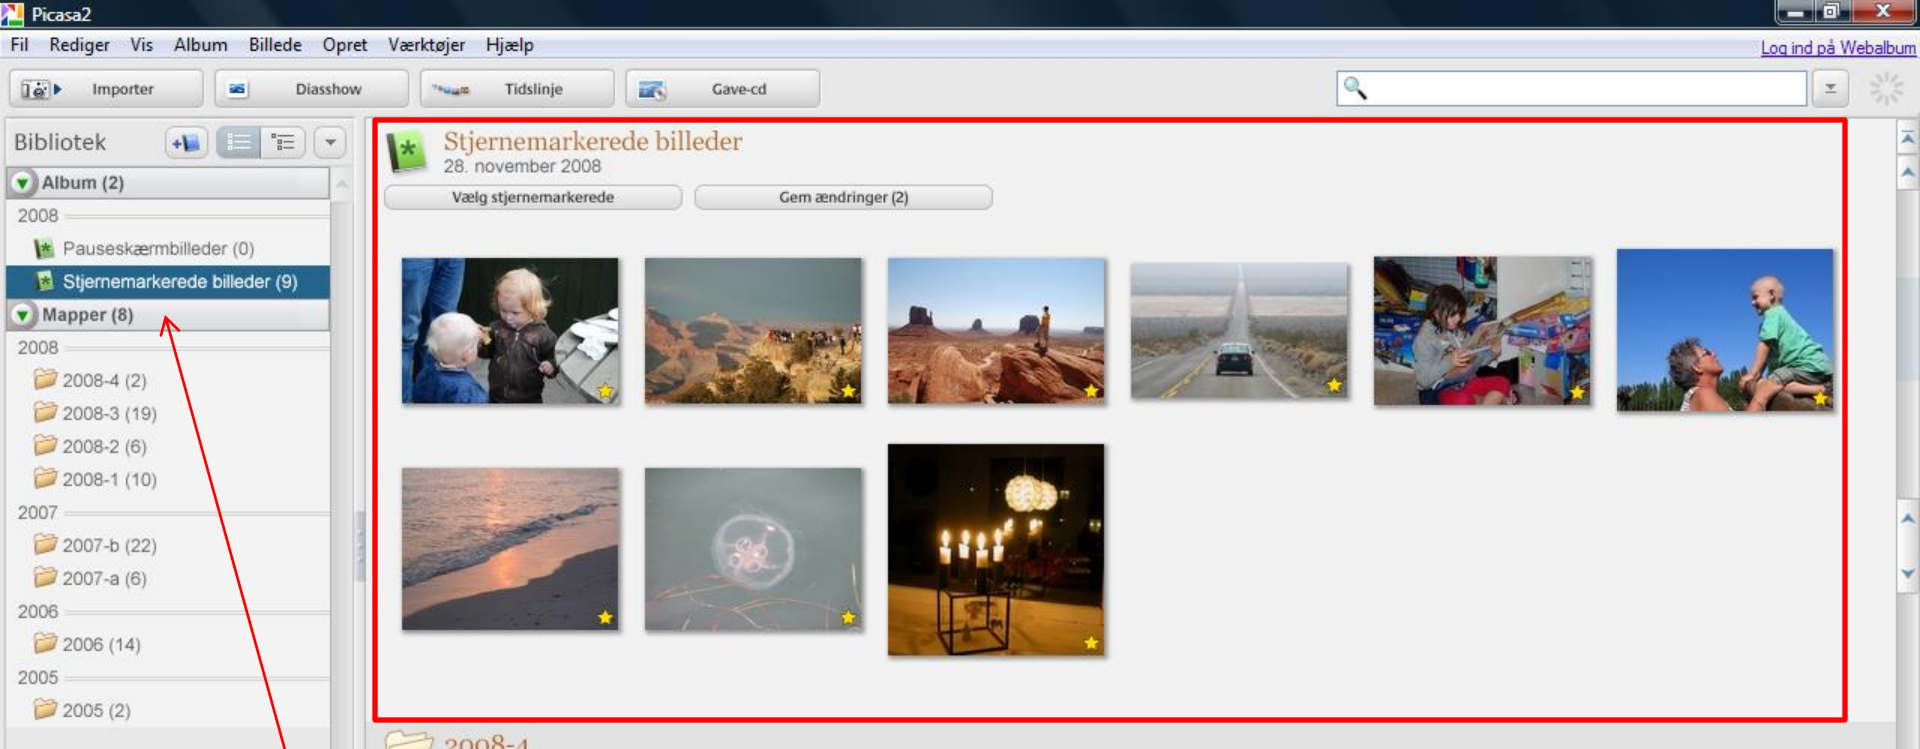 Picasa2
Fil Rediger Vis Album Billede Opret Værktøjer Hjælp
Log ind på Webalbum
Importer Diasshow Tidslinje Gave-cd
Bibliotek
Album (2)
2008
Pauseskærmbilleder (0)
Stjernemarkerede billeder (9)
Mapper (8)
2008
2008-4 (2)
2008-3 (19)
2008-2 (6)
2008-1 (10)
2007
2007-b (22)
2007-a (6)
2006
2006 (14)
2005
2005 (2)
Stjernemarkerede billeder
28. november 2008
Vælg stjernemarkerede Gem ændringer (2)
2008-4